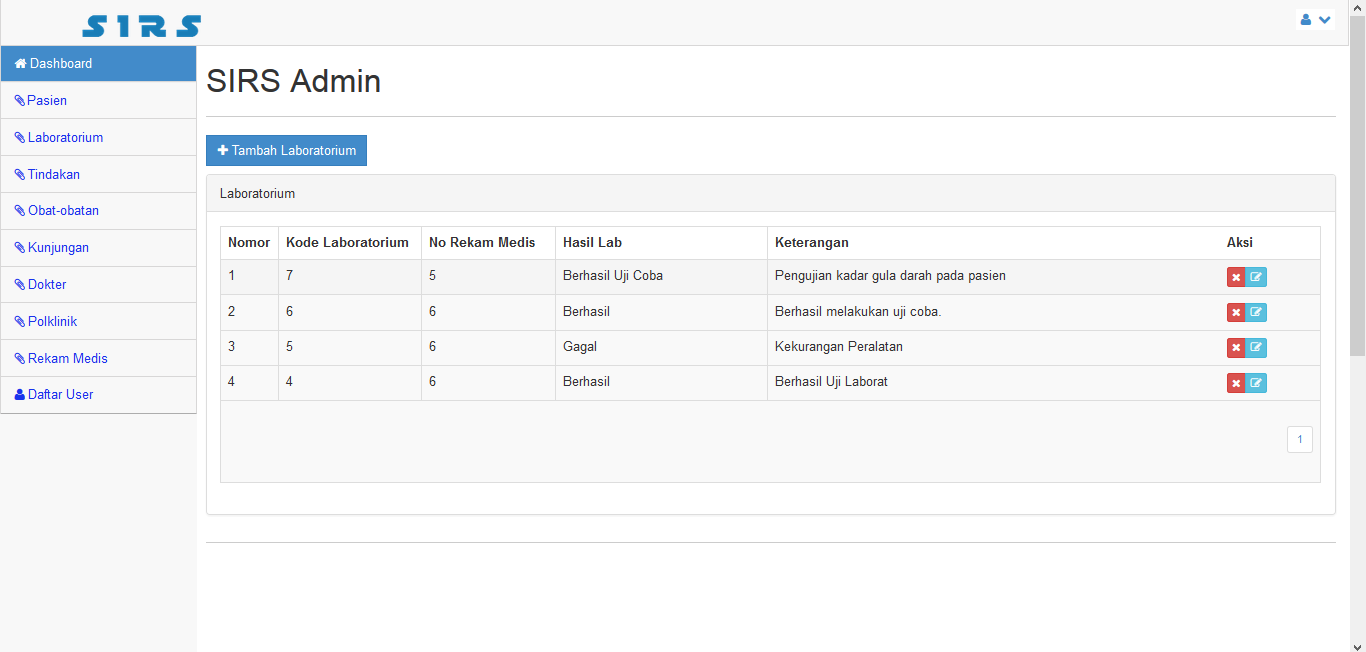 SIRS
Dashboard
Pasien
Laboratorium
Tindakan
Obat-obatan
Kunjungan
Dokter
Polklinik
Rekam Medis
Daftar User
SIRS Admin
Tambah Laboratorium
Laboratorium
Nomor Kode Laboratorium No Rekam Medis Hasil Lab Keterangan Aksi
1 7 5 Berhasil Uji Coba Pengujian kadar gula darah pada pasien
2 6 6 Berhasil Berhasil melakukan uji coba.
3 5 6 Gagal Kekurangan Peralatan
4 4 6 Berhasil Berhasil Uji Laborat
1